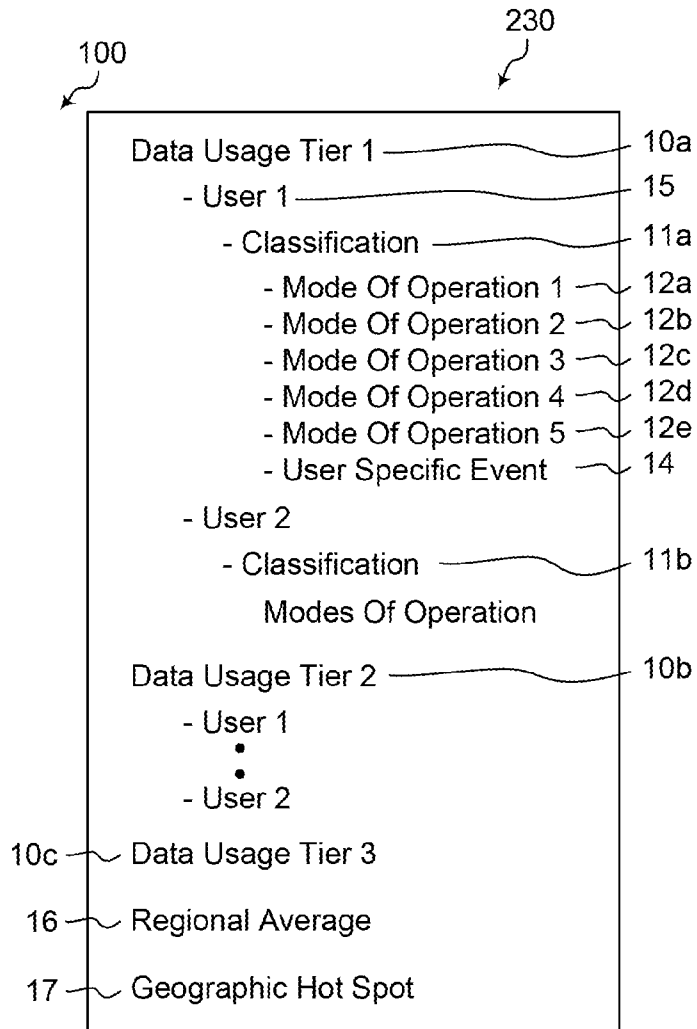 100
230
Data Usage Tier 1 10a
- User 1 15
- Classification 11a
- Mode Of Operation 1 12a
- Mode Of Operation 2 12b
- Mode Of Operation 3 12c
- Mode Of Operation 4 12d
- Mode Of Operation 5 12e
- User Specific Event 14
- User 2
- Classification 11b
Modes Of Operation
Data Usage Tier 2 10b
- User 1
•
•
- User 2
10c Data Usage Tier 3
16 Regional Average
17 Geographic Hot Spot